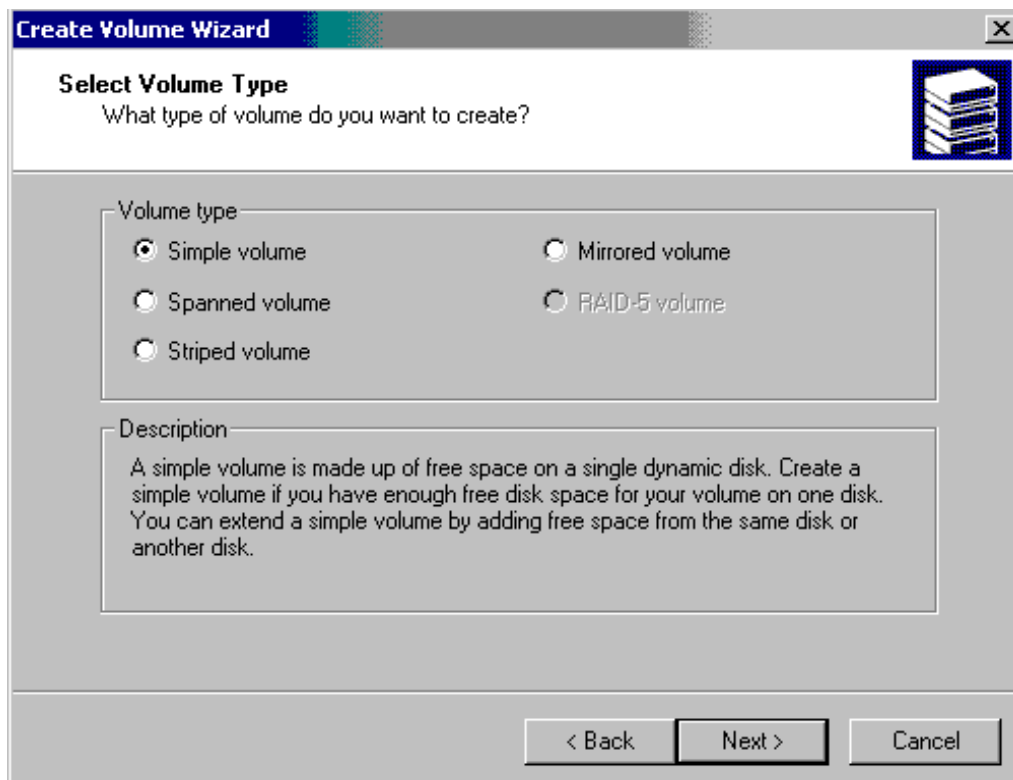 Create Volume Wizard
Select Volume Type
What type of volume do you want to create?
Volume type
Simple volume
Mirrored volume
Spanned volume
RAID-5 volume
Striped volume
Description
A simple volume is made up of free space on a single dynamic disk. Create a
simple volume if you have enough free disk space for your volume on one disk.
You can extend a simple volume by adding free space from the same disk or
another disk.
< Back
Next >
Cancel